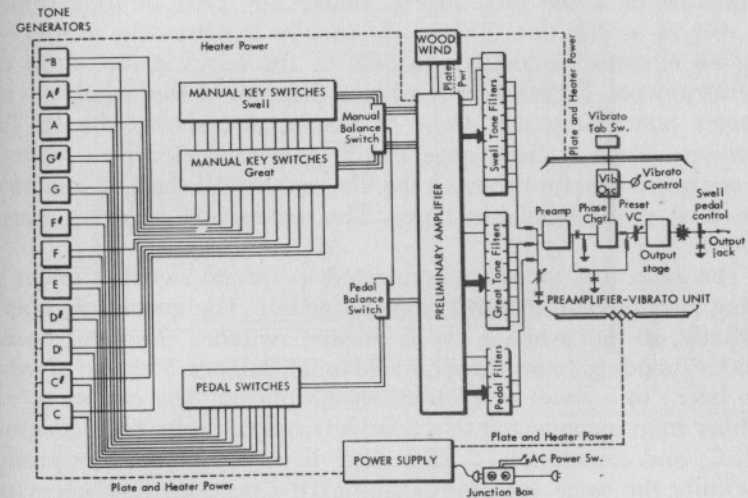 TONE
GENERATORS
B
A♯
A
G♯
G
F♯
F
E
D♯
D
C♯
C
Heater Power
MANUAL KEY SWITCHES
Swell
MANUAL KEY SWITCHES
Great
PEDAL SWITCHES
Manual
Balance
Switch
Pedal
Balance
Switch
WOOD
WIND
Plate
Pwr
PRELIMINARY AMPLIFIER
Swell Tone Filters
Great Tone Filters
Pedal Filters
Plate and Heater Power
Vibrato
Tab Sw.
Vib
Osc
Vibrato
Control
Preamp
Phase
Chgr
Preset
VC
Output
stage
Swell
pedal
control
Output
jack
PREAMPLIFIER-VIBRATO UNIT
Plate and Heater Power
POWER SUPPLY
AC Power Sw.
Junction Box
Plate and Heater Power